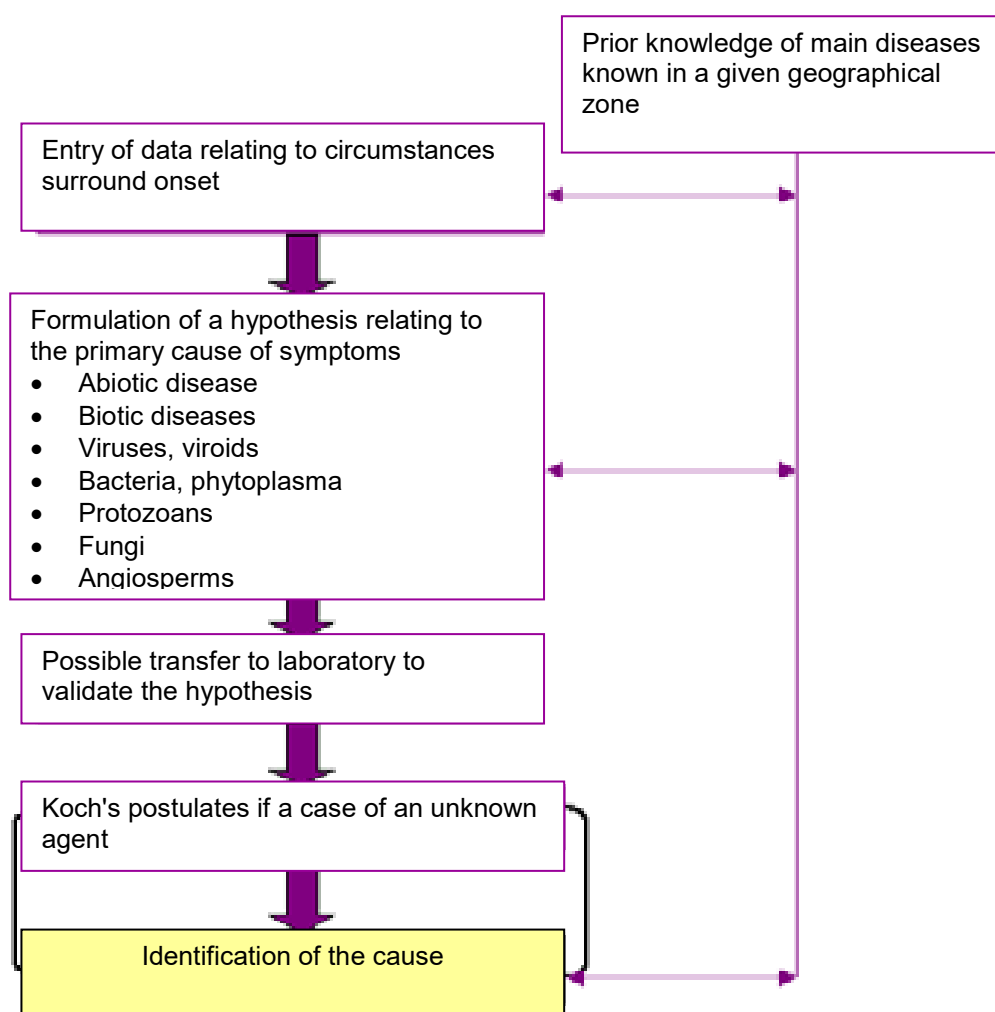 Prior knowledge of main diseases
known in a given geographical
zone
Entry of data relating to circumstances
surround onset
Formulation of a hypothesis relating to
the primary cause of symptoms
• Abiotic disease
• Biotic diseases
• Viruses, viroids
• Bacteria, phytoplasma
• Protozoans
• Fungi
• Angiosperms
Possible transfer to laboratory to
validate the hypothesis
Koch's postulates if a case of an unknown
agent
Identification of the cause